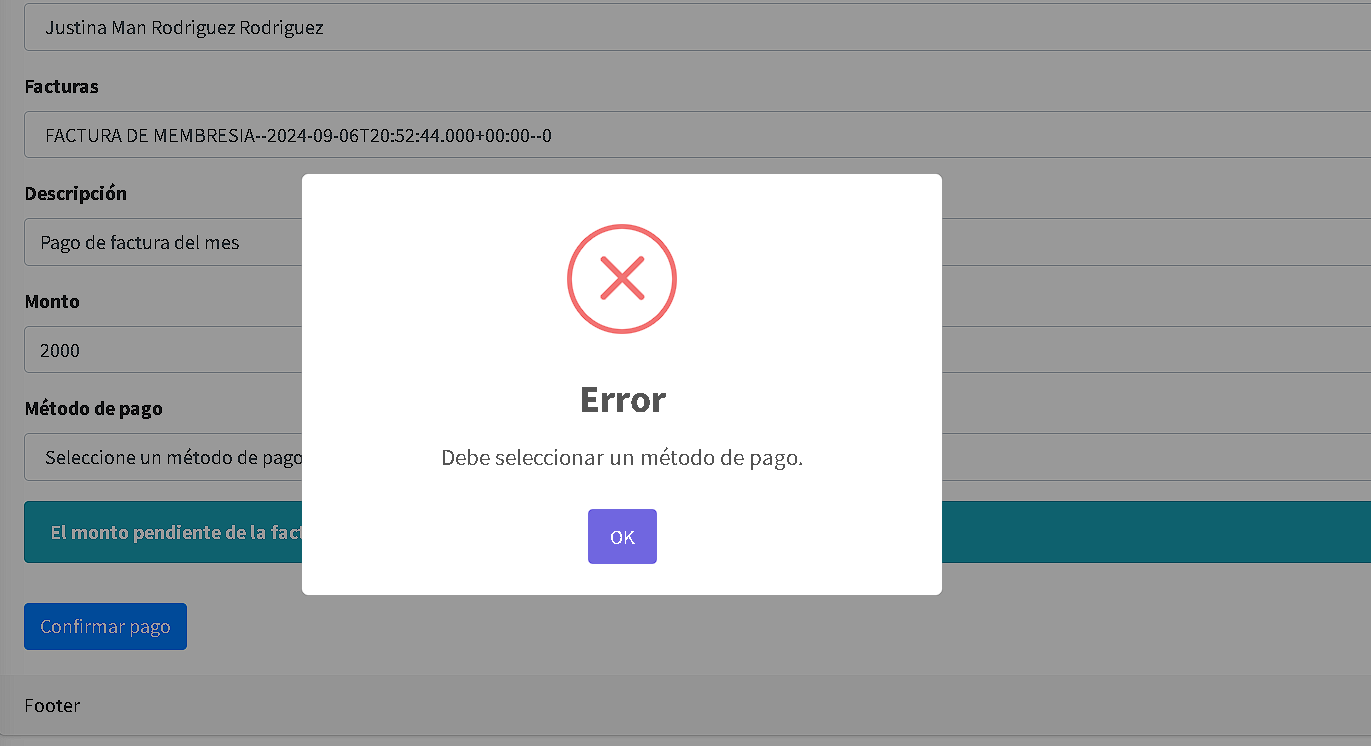 Justina Man Rodriguez Rodriguez
Facturas
FACTURA DE MEMBRESIA--2024-09-06T20:52:44.000+00:00--0
Descripción
Pago de factura del mes
Monto
2000
Método de pago
Seleccione un método de pago
El monto pendiente de la
Error
Debe seleccionar un método de pago.
OK
Confirmar pago
Footer